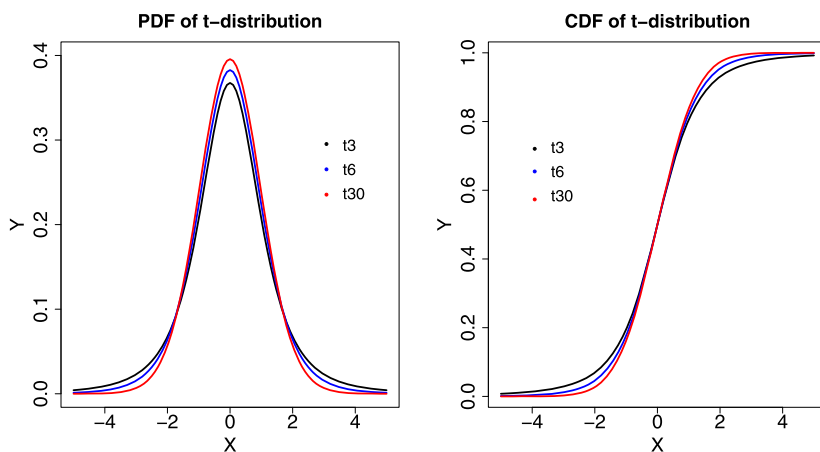 PDF of t−distribution
0.4
0.3
0.2
0.1
0.0
Y
t3
t6
t30
−4 −2 0 2 4
X
CDF of t−distribution
1.0
0.8
0.6
0.4
0.2
0.0
Y
t3
t6
t30
−4 −2 0 2 4
X